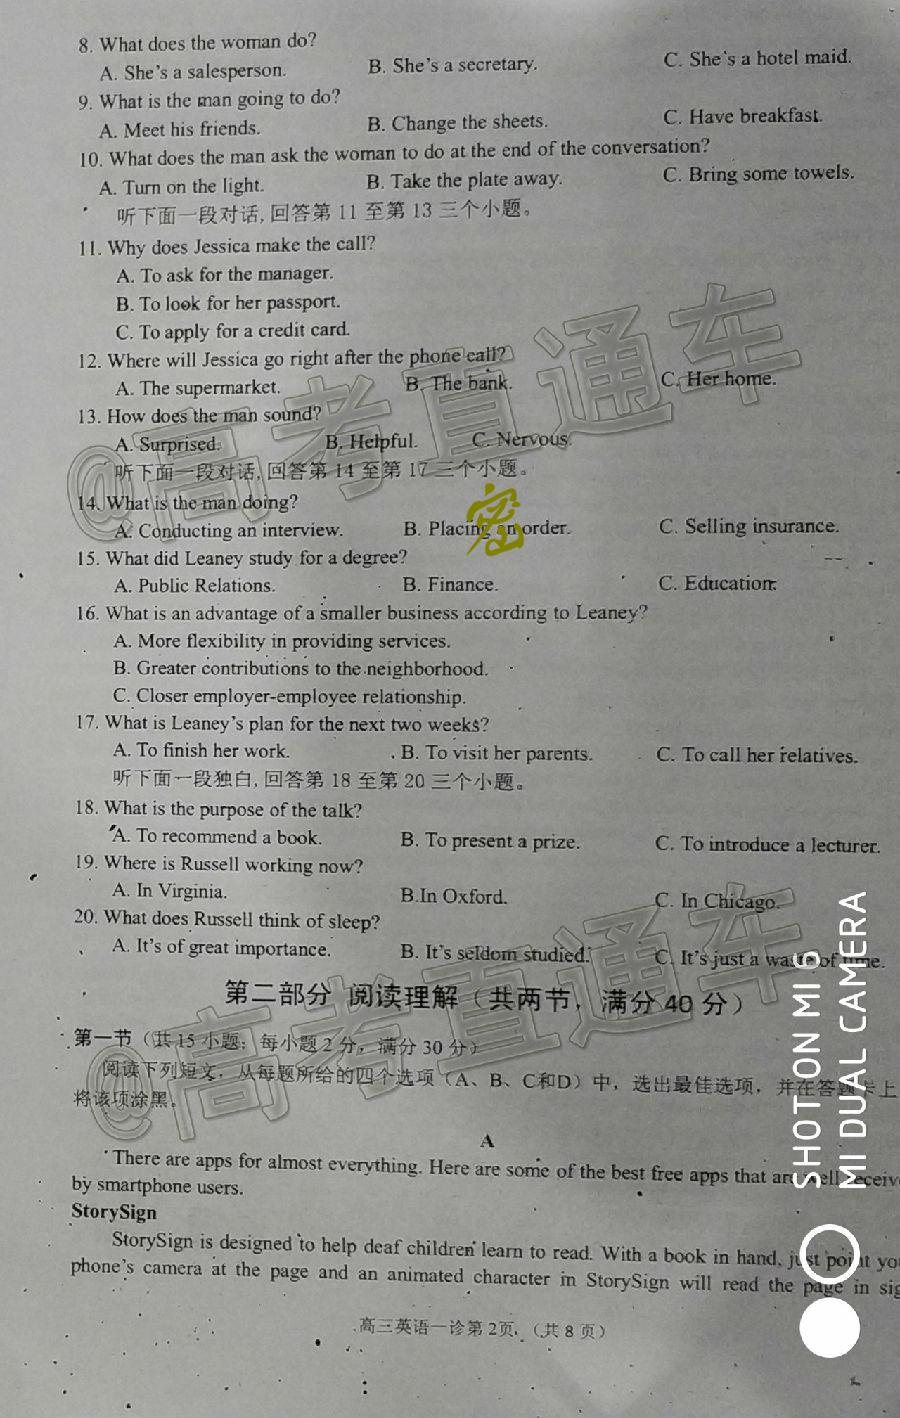 8. What does the woman do?
A. She's a salesperson. B. She's a secretary. C. She's a hotel maid.
9. What is the man going to do?
A. Meet his friends. B. Change the sheets. C. Have breakfast.
10. What does the man ask the woman to do at the end of the conversation?
A. Turn on the light. B. Take the plate away. C. Bring some towels.
听下面一段对话,回答第 11 至第 13 三个小题。
11. Why does Jessica make the call?
A. To ask for the manager.
B. To look for her passport.
C. To apply for a credit card.
12. Where will Jessica go right after the phone call?
A. The supermarket. B. The bank. C. Her home.
13. How does the man sound?
A. Surprised. B. Helpful. C. Nervous.
听下面一段对话,回答第 14 至第 17 三个小题。
14. What is the man doing?
A. Conducting an interview. B. Placing an order. C. Selling insurance.
密
15. What did Leaney study for a degree?
A. Public Relations. B. Finance. C. Education.
16. What is an advantage of a smaller business according to Leaney?
A. More flexibility in providing services.
B. Greater contributions to the neighborhood.
C. Closer employer-employee relationship.
17. What is Leaney's plan for the next two weeks?
A. To finish her work. B. To visit her parents. C. To call her relatives.
听下面一段独白,回答第 18 至第 20 三个小题。
18. What is the purpose of the talk?
A. To recommend a book. B. To present a prize. C. To introduce a lecturer.
19. Where is Russell working now?
A. In Virginia. B.In Oxford. C. In Chicago.
20. What does Russell think of sleep?
A. It's of great importance. B. It's seldom studied. C. It's just a waste of time.
第二部分 阅读理解（共两节，满分 40 分）
第一节（共 15 小题；每小题 2 分，满分 30 分）
阅读下列短文，从每题所给的四个选项（A、B、C和D）中，选出最佳选项，并在答题卡上
将该项涂黑。
A
There are apps for almost everything. Here are some of the best free apps that are well receiv
by smartphone users.
StorySign
StorySign is designed to help deaf children learn to read. With a book in hand, just point yo
phone's camera at the page and an animated character in StorySign will read the page in sig
高三英语一诊第 2页 （共 8 页）
@高考直通车
@高考直通车
SHOT ON MI 6
MI DUAL CAMERA